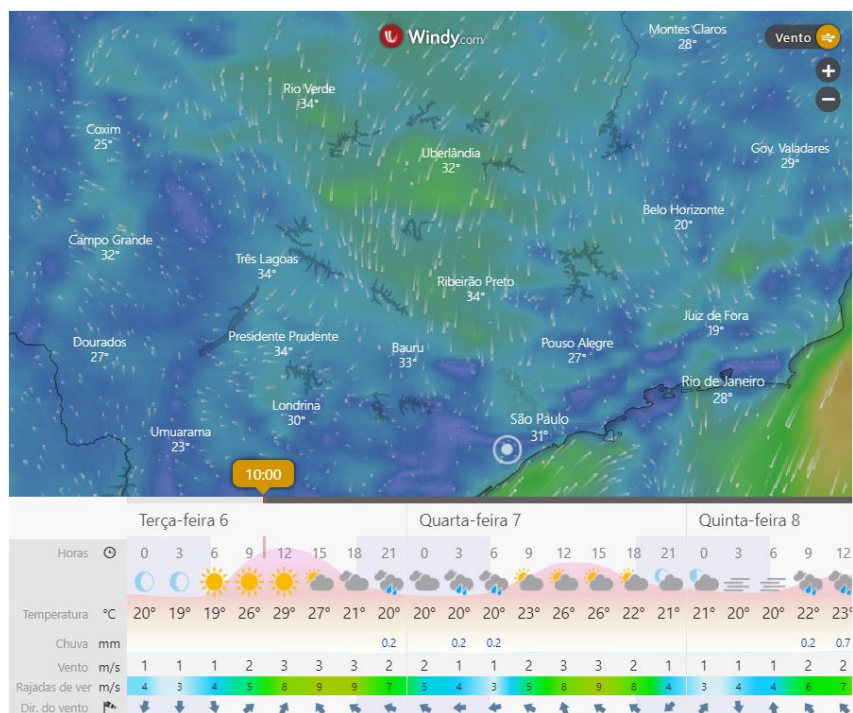 Windy.com
Montes Claros
28°
Vento
+
−
Rio Verde
34°
Coxim
25°
Uberlândia
32°
Gov. Valadares
29°
Belo Horizonte
20°
Campo Grande
32°
Três Lagoas
34°
Ribeirão Preto
34°
Juiz de Fora
19°
Dourados
27°
Presidente Prudente
34°
Bauru
33°
Pouso Alegre
27°
Rio de Janeiro
28°
Londrina
30°
São Paulo
31°
Umuarama
23°
10:00
Terça-feira 6 Quarta-feira 7 Quinta-feira 8
Horas 0 3 6 9 12 15 18 21 0 3 6 9 12 15 18 21 0 3 6 9 12
Temperatura °C 20° 19° 19° 26° 29° 27° 21° 20° 20° 20° 20° 23° 26° 26° 22° 21° 21° 20° 20° 22° 23°
Chuva mm 0.2 0.2 0.2 0.2 0.7
Vento m/s 1 1 1 2 3 3 3 2 2 1 1 2 3 3 2 1 1 1 1 2 2
Rajadas de ver m/s 4 3 4 5 8 9 9 7 5 4 3 5 8 9 8 4 3 4 4 6 7
Dir. do vento